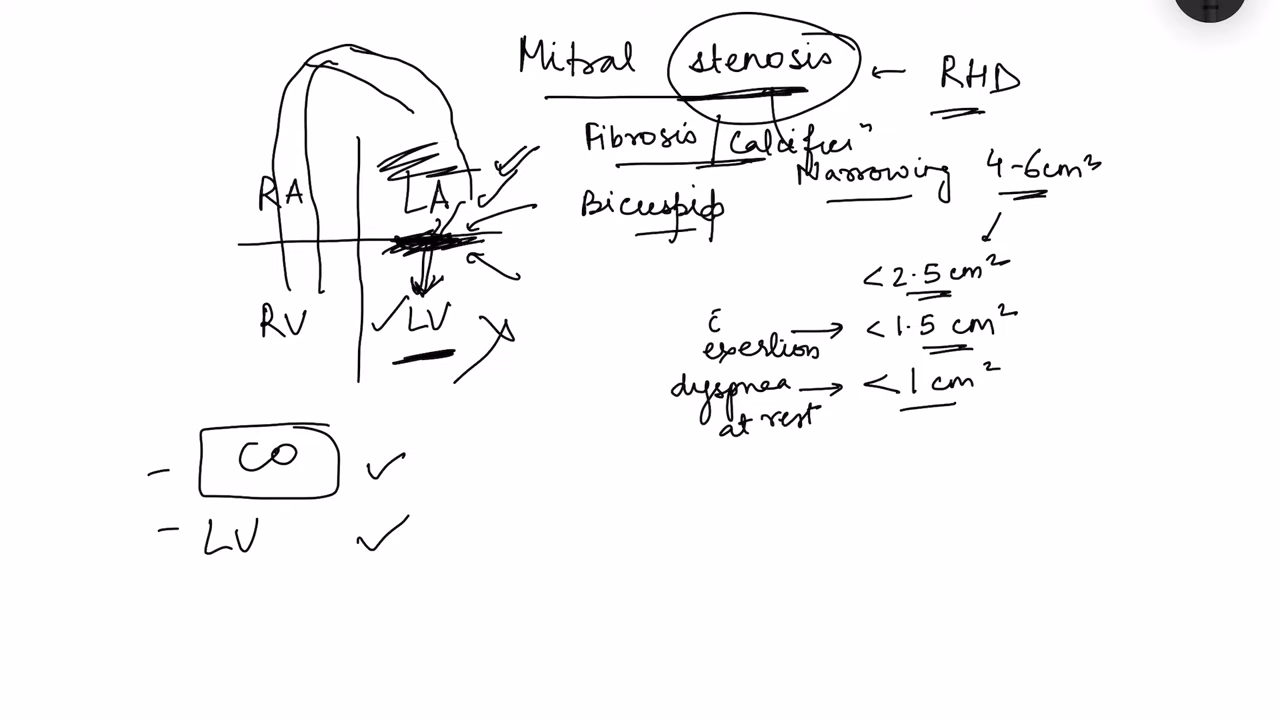 Mitral stenosis ← RHD
Fibrosis / Calcificⁿ
Narrowing 4-6cm²
RA LA
Bicuspid
< 2.5 cm²
RV LV
c̄ exertion → < 1.5 cm²
dyspnea at rest → < 1 cm²
- CO ✓
- LV ✓